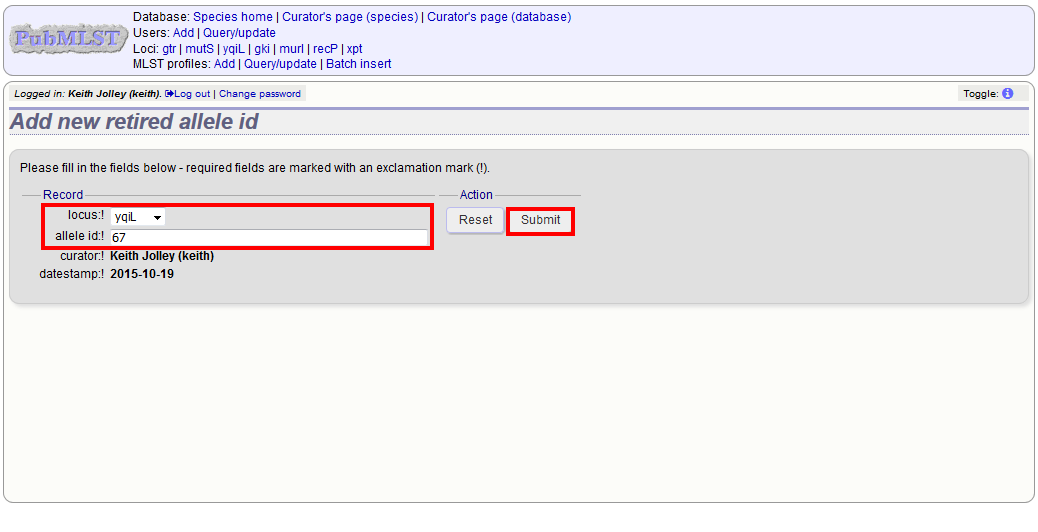 PubMLST
Database: Species home | Curator's page (species) | Curator's page (database)
Users: Add | Query/update
Loci: gtr | mutS | yqiL | gki | murI | recP | xpt
MLST profiles: Add | Query/update | Batch insert
Logged in: Keith Jolley (keith). Log out | Change password
Toggle: i
Add new retired allele id
Please fill in the fields below - required fields are marked with an exclamation mark (!).
Record
locus:! yqiL
allele id:! 67
curator:! Keith Jolley (keith)
datestamp:! 2015-10-19
Action
Reset Submit